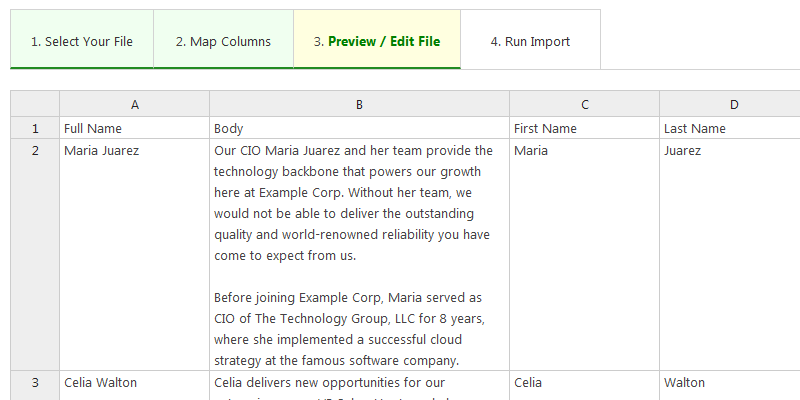 1. Select Your File 2. Map Columns 3. Preview / Edit File 4. Run Import
A B C D
1 Full Name Body First Name Last Name
2 Maria Juarez Our CIO Maria Juarez and her team provide the Maria Juarez
technology backbone that powers our growth
here at Example Corp. Without her team, we
would not be able to deliver the outstanding
quality and world-renowned reliability you have
come to expect from us.
Before joining Example Corp, Maria served as
CIO of The Technology Group, LLC for 8 years,
where she implemented a successful cloud
strategy at the famous software company.
3 Celia Walton Celia delivers new opportunities for our Celia Walton